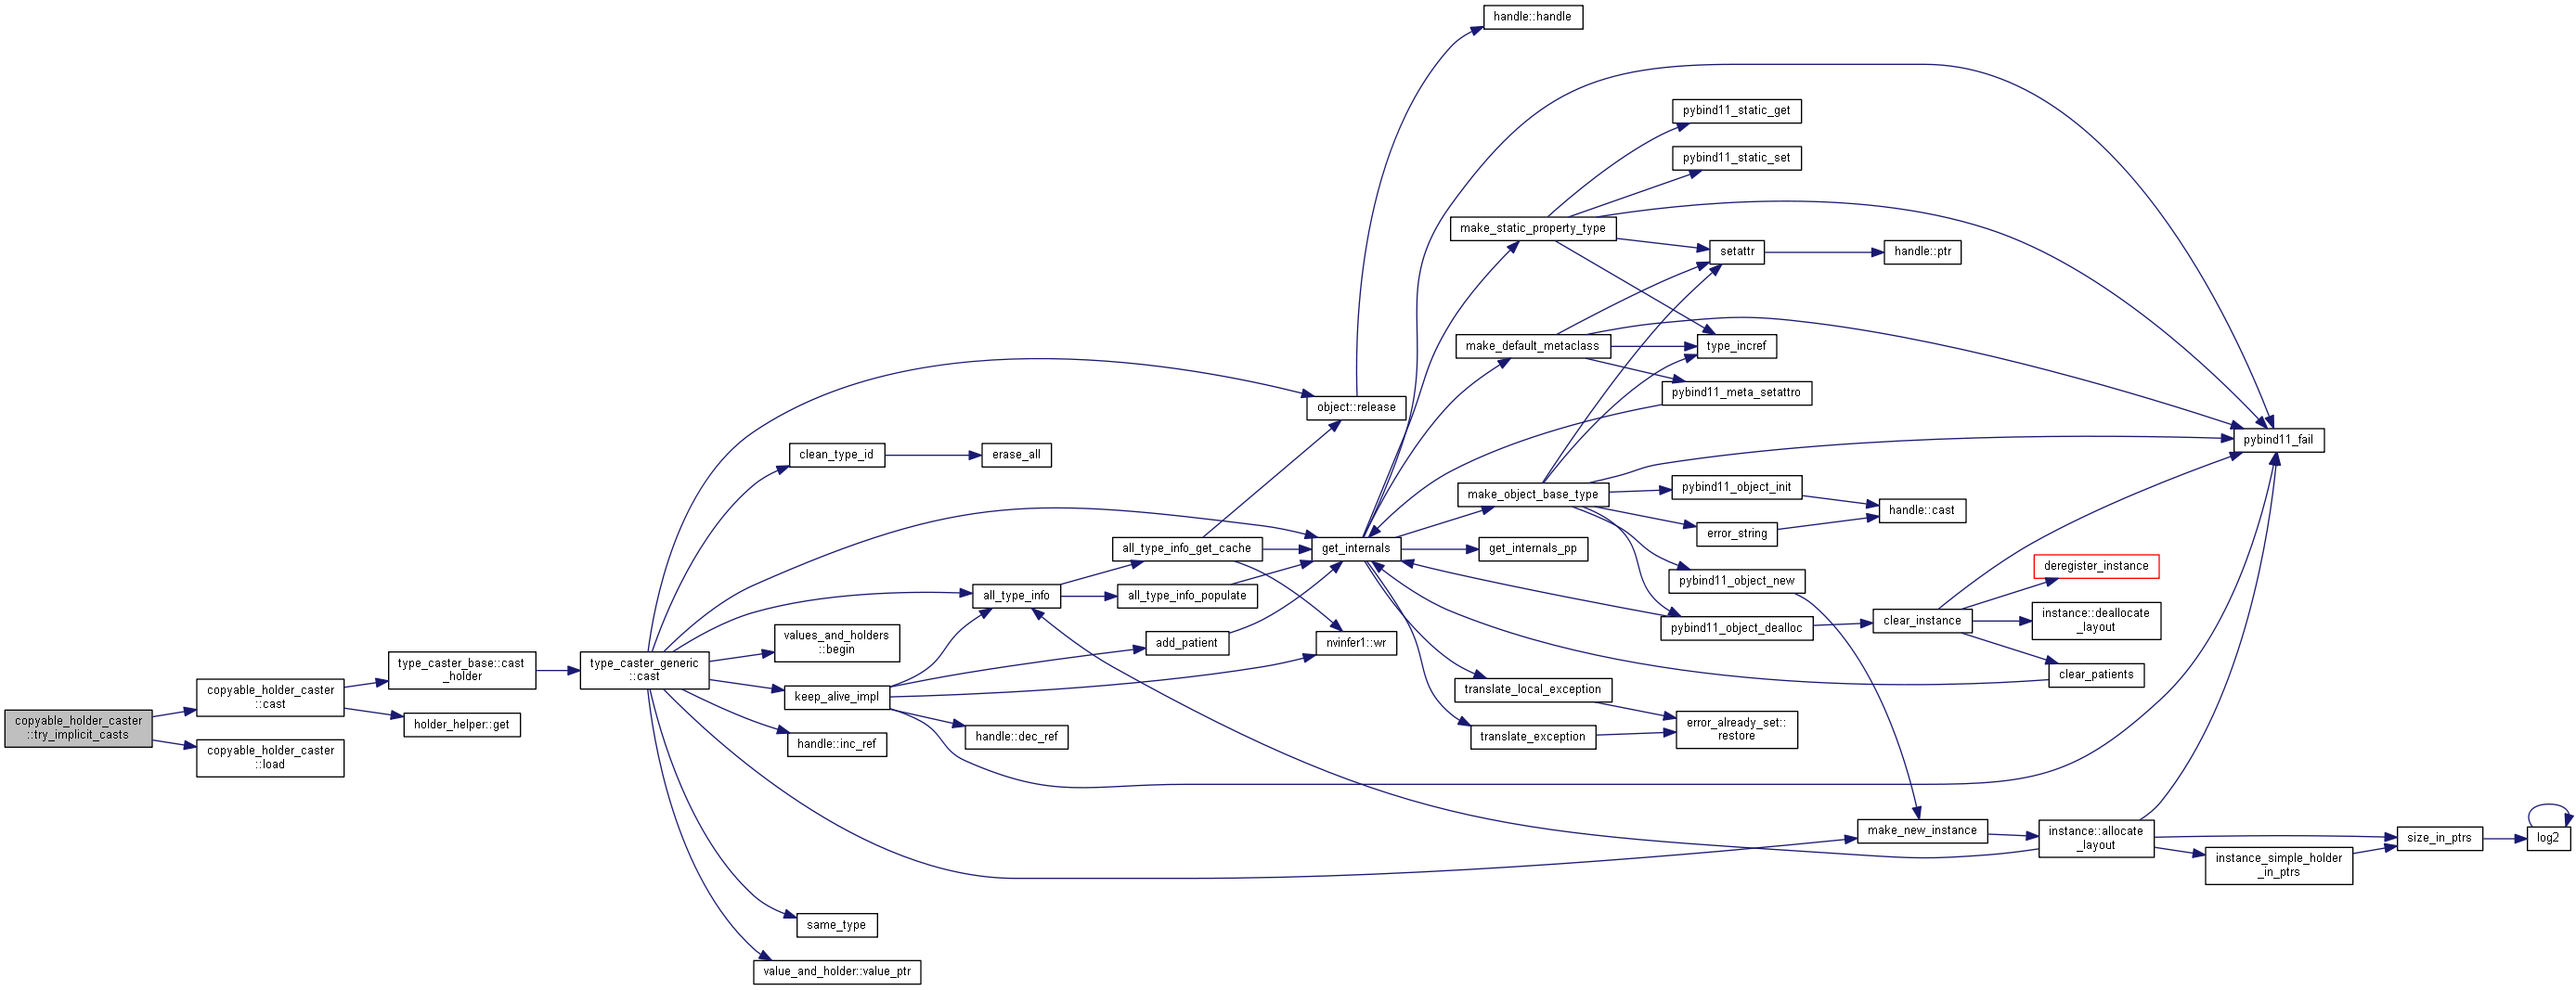 handle::handle
pybind11_static_get
pybind11_static_set
make_static_property_type
setattr
handle::ptr
make_default_metaclass
type_incref
pybind11_meta_setattro
object::release
pybind11_fail
clean_type_id
erase_all
make_object_base_type
pybind11_object_init
handle::cast
error_string
all_type_info_get_cache
get_internals
get_internals_pp
deregister_instance
pybind11_object_new
all_type_info
all_type_info_populate
instance::deallocate
_layout
clear_instance
pybind11_object_dealloc
values_and_holders
::begin
add_patient
nvinfer1::wr
type_caster_base::cast
_holder
type_caster_generic
::cast
clear_patients
translate_local_exception
copyable_holder_caster
::cast
keep_alive_impl
holder_helper::get
copyable_holder_caster
::try_implicit_casts
error_already_set::
restore
handle::dec_ref
translate_exception
handle::inc_ref
copyable_holder_caster
::load
make_new_instance
instance::allocate
_layout
size_in_ptrs
log2
instance_simple_holder
_in_ptrs
same_type
value_and_holder::value_ptr